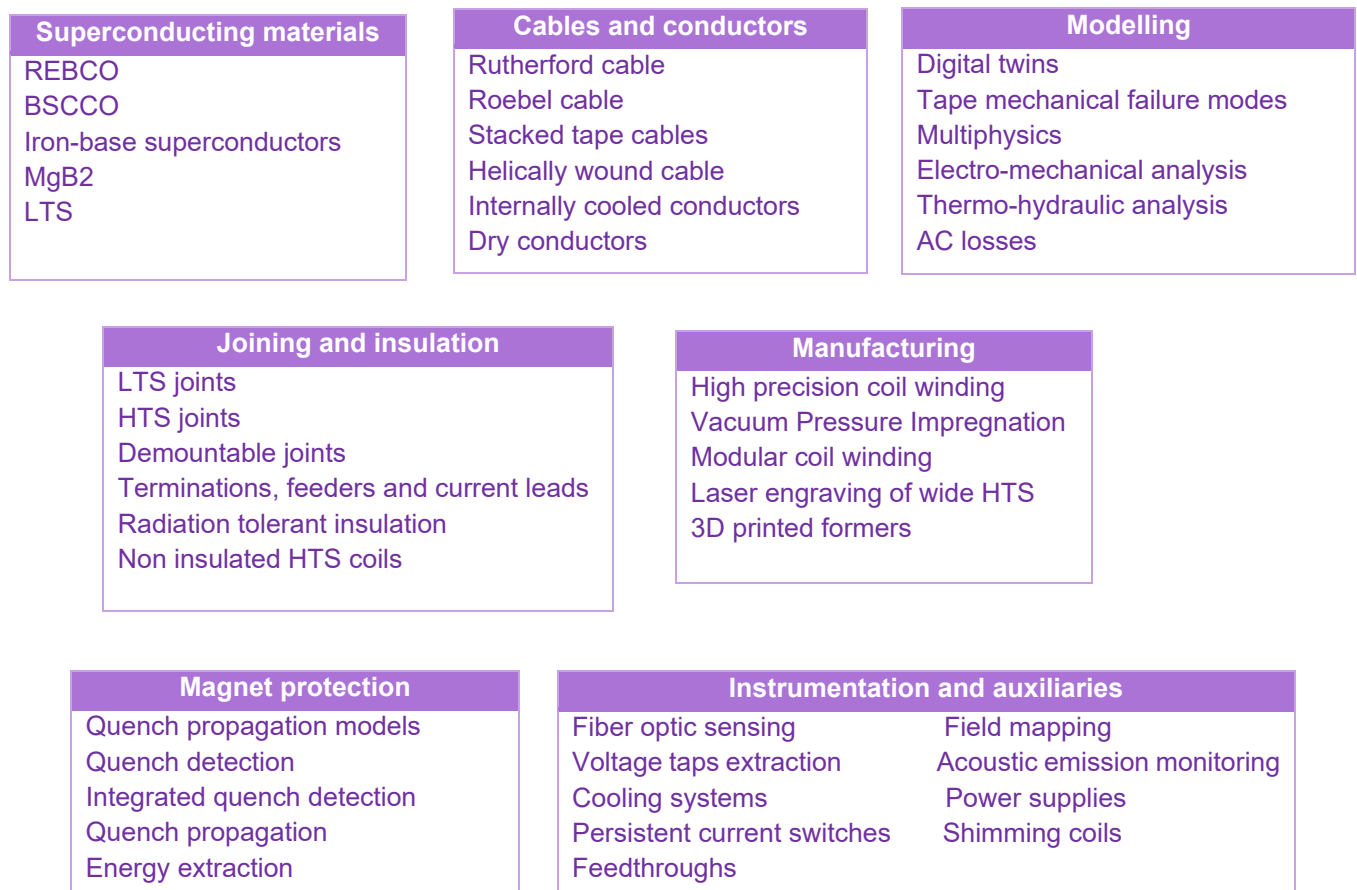 Superconducting materials
REBCO
BSCCO
Iron-base superconductors
MgB2
LTS
Cables and conductors
Rutherford cable
Roebel cable
Stacked tape cables
Helically wound cable
Internally cooled conductors
Dry conductors
Modelling
Digital twins
Tape mechanical failure modes
Multiphysics
Electro-mechanical analysis
Thermo-hydraulic analysis
AC losses
Joining and insulation
LTS joints
HTS joints
Demountable joints
Terminations, feeders and current leads
Radiation tolerant insulation
Non insulated HTS coils
Manufacturing
High precision coil winding
Vacuum Pressure Impregnation
Modular coil winding
Laser engraving of wide HTS
3D printed formers
Magnet protection
Quench propagation models
Quench detection
Integrated quench detection
Quench propagation
Energy extraction
Instrumentation and auxiliaries
Fiber optic sensing Field mapping
Voltage taps extraction Acoustic emission monitoring
Cooling systems Power supplies
Persistent current switches Shimming coils
Feedthroughs